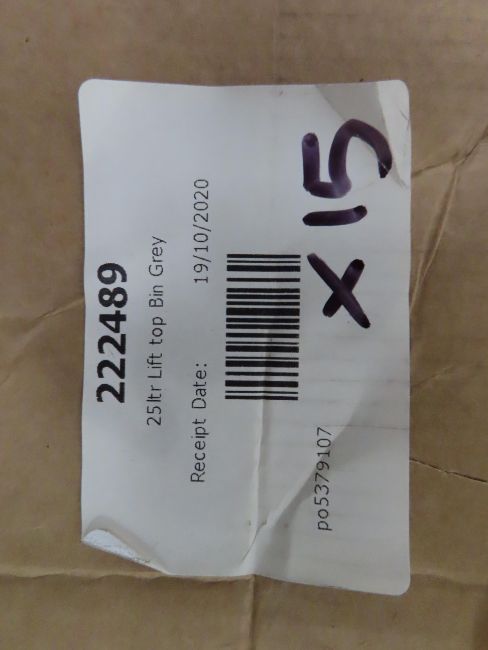 222489
25ltr Lift top Bin Grey
Receipt Date: 19/10/2020
po5379107
x 15